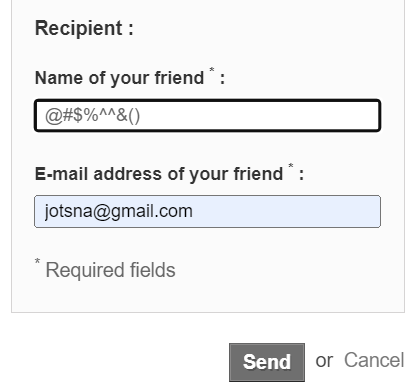 Recipient :
Name of your friend * :
@#$%^^&()
E-mail address of your friend * :
jotsna@gmail.com
* Required fields
Send or Cancel